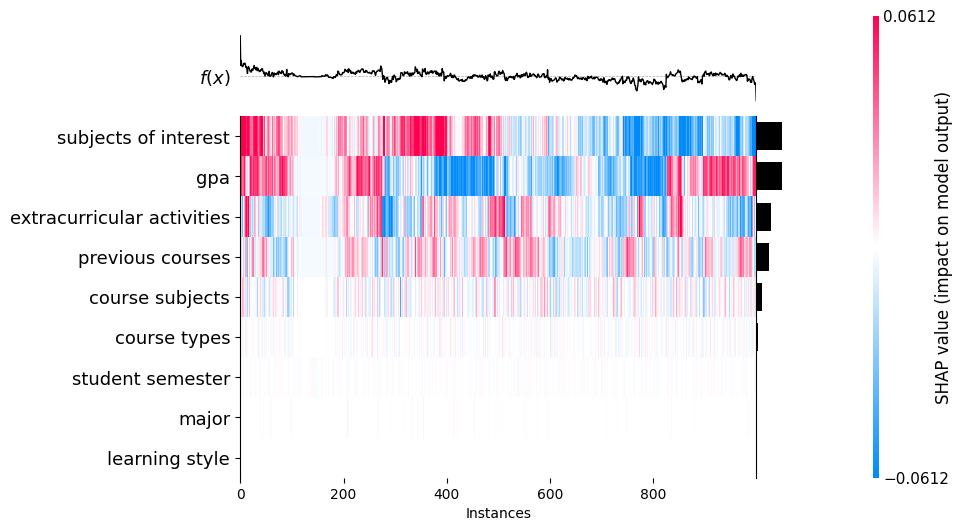 0.0612
f(x)
subjects of interest
gpa
extracurricular activities
previous courses
course subjects
course types
student semester
major
learning style
0 200 400 600 800
Instances
−0.0612
SHAP value (impact on model output)